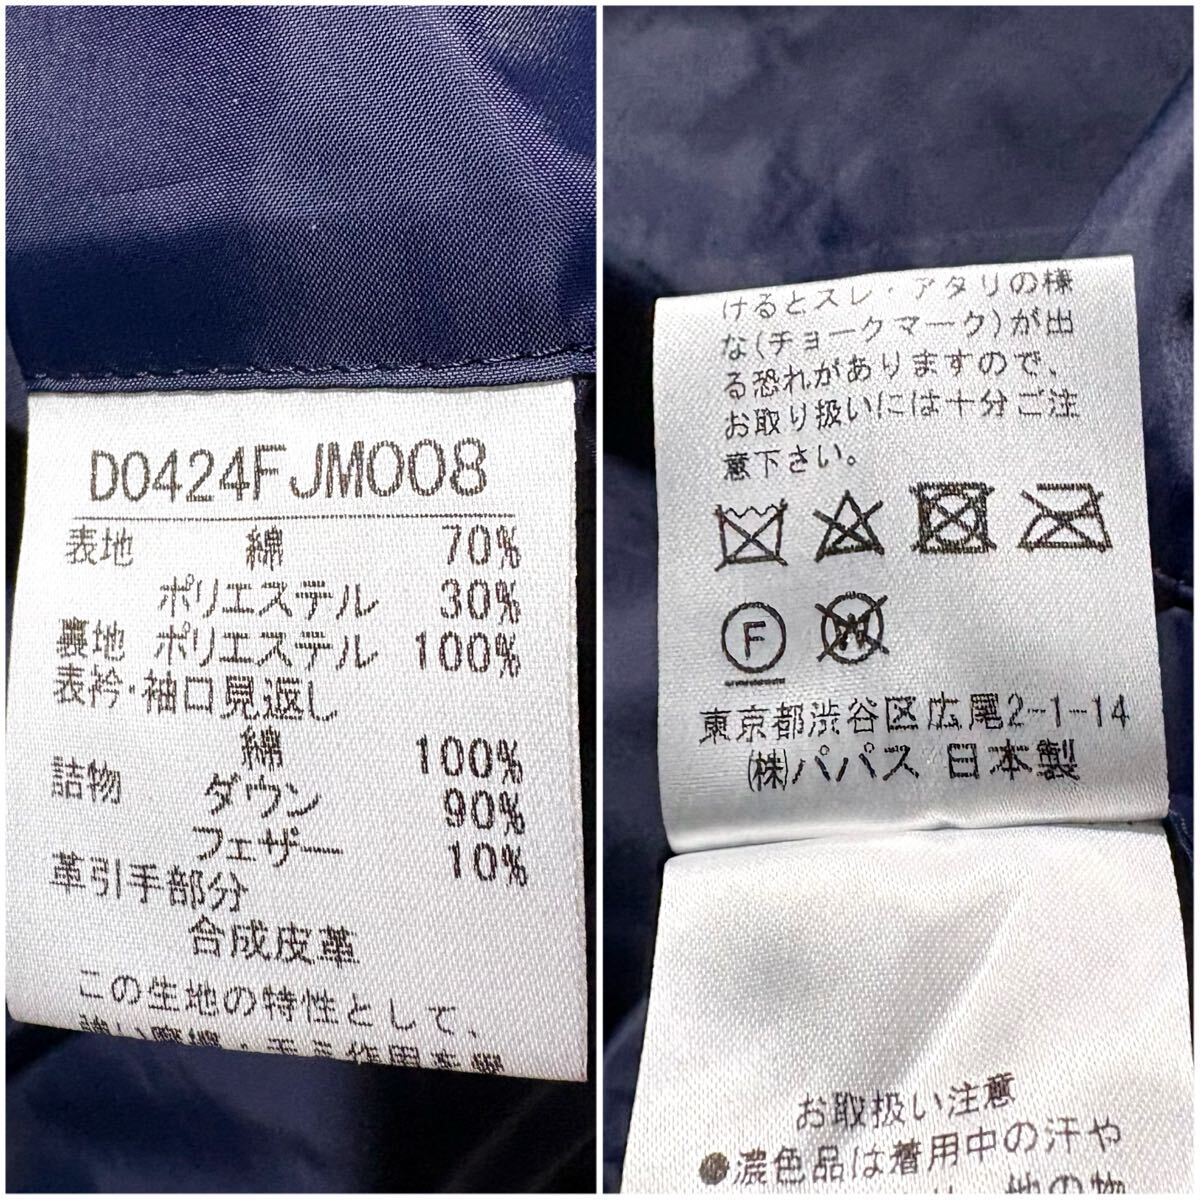 D0424FJM008
表地 綿 70%
ポリエステル 30%
裏地 ポリエステル 100%
表衿・袖口見返し
綿 100%
詰物 ダウン 90%
フェザー 10%
革引手部分
合成皮革
この生地の特性として、
強い摩擦・
けるとスレ・アタリの様
な(チョークマーク)が出
る恐れがありますので、
お取り扱いには十分ご注
意下さい。
F W
東京都渋谷区広尾2-1-14
(株)パパス 日本製
お取扱い注意
●濃色品は着用中の汗や
他の物